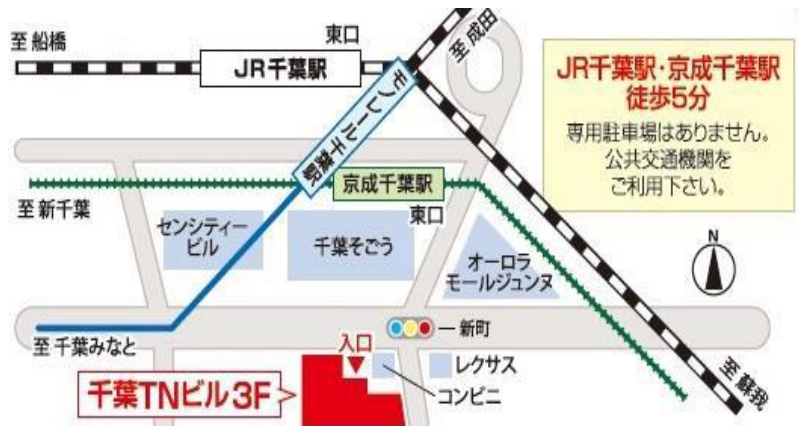 至 船橋
東口
JR千葉駅
至 成田
モノレール千葉駅
JR千葉駅・京成千葉駅
徒歩5分
専用駐車場はありません。
公共交通機関を
ご利用下さい。
京成千葉駅
至 新千葉
東口
センシティー
ビル
千葉そごう
オーロラ
モールジュンヌ
N
新町
至 千葉みなと
入口
レクサス
コンビニ
至 蘇我
千葉TNビル3F